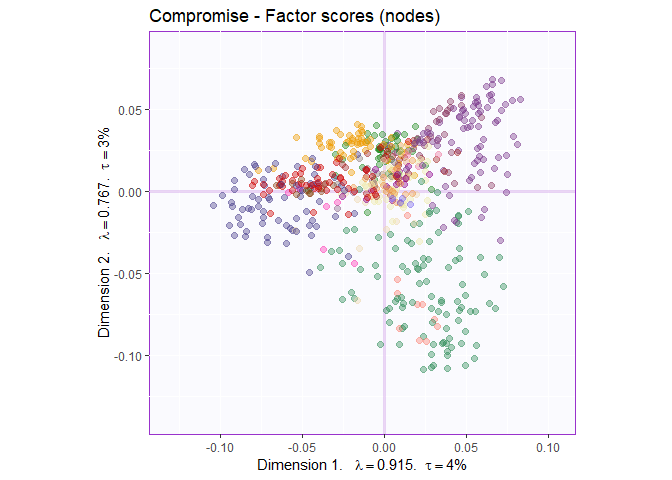 Compromise - Factor scores (nodes)
Dimension 2.   λ = 0.767.   τ = 3%
0.05
0.00
-0.05
-0.10
-0.10 -0.05 0.00 0.05 0.10
Dimension 1.   λ = 0.915.   τ = 4%